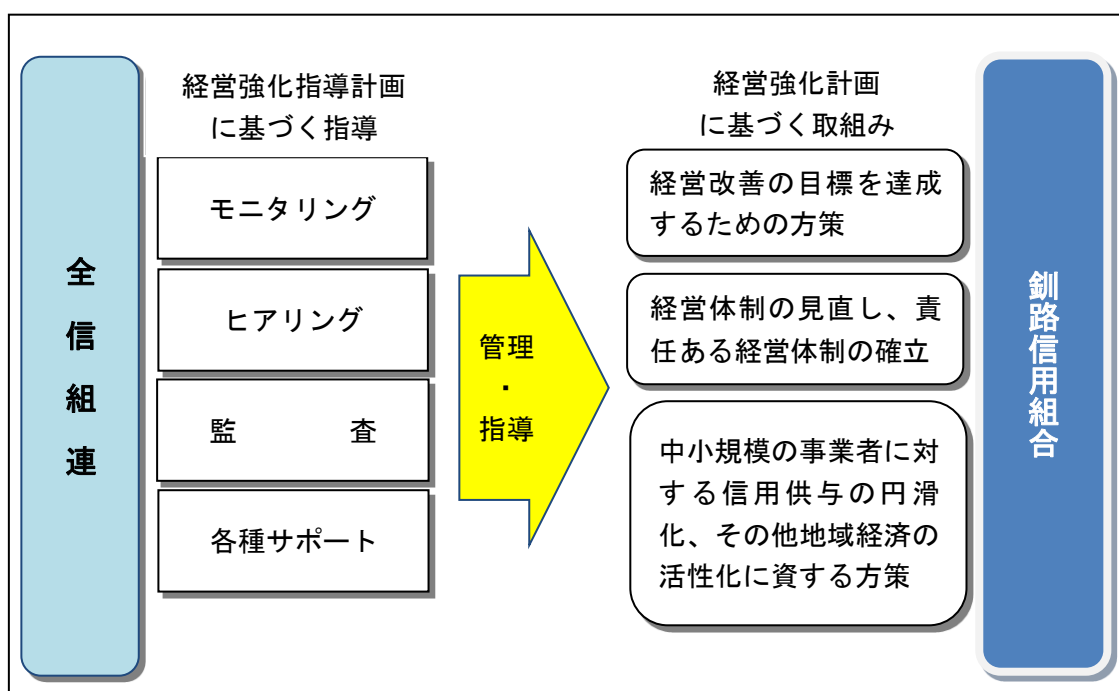 全信組連
経営強化指導計画
に基づく指導
モニタリング
ヒアリング
監　　　査
各種サポート
管理
・
指導
経営強化計画
に基づく取組み
経営改善の目標を達成
するための方策
経営体制の見直し、責
任ある経営体制の確立
中小規模の事業者に対
する信用供与の円滑
化、その他地域経済の
活性化に資する方策
釧路信用組合